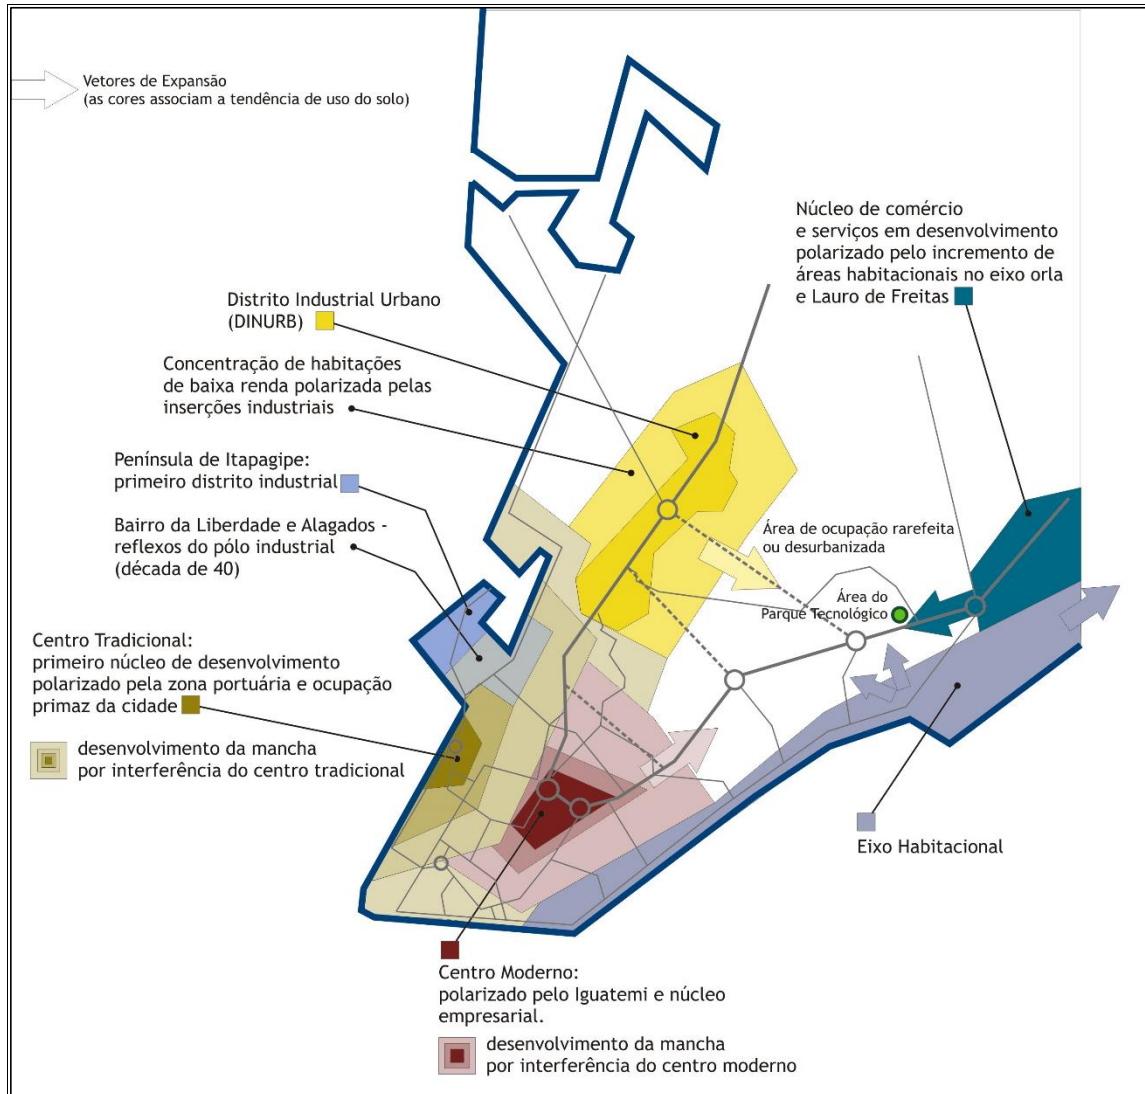 Vetores de Expansão
(as cores associam a tendência de uso do solo)
Núcleo de comércio
e serviços em desenvolvimento
polarizado pelo incremento de
áreas habitacionais no eixo orla
e Lauro de Freitas
Distrito Industrial Urbano
(DINURB)
Concentração de habitações
de baixa renda polarizada pelas
inserções industriais
Península de Itapagipe:
primeiro distrito industrial
Bairro da Liberdade e Alagados -
reflexos do pólo industrial
(década de 40)
Área de ocupação rarefeita
ou desurbanizada
Área do
Parque Tecnológico
Centro Tradicional:
primeiro núcleo de desenvolvimento
polarizado pela zona portuária e ocupação
primaz da cidade
desenvolvimento da mancha
por interferência do centro tradicional
Eixo Habitacional
Centro Moderno:
polarizado pelo Iguatemi e núcleo
empresarial.
desenvolvimento da mancha
por interferência do centro moderno